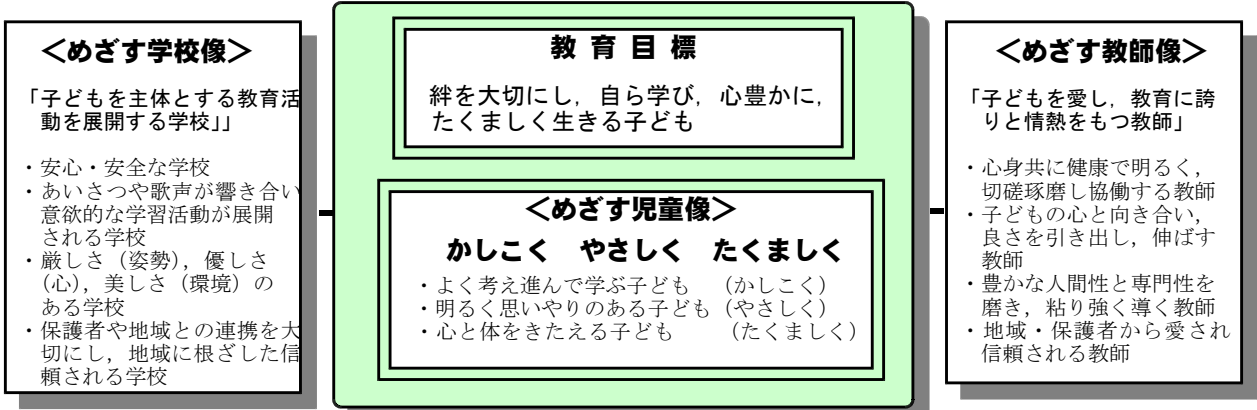 ＜めざす学校像＞
「子どもを主体とする教育活
動を展開する学校」」
・安心・安全な学校
・あいさつや歌声が響き合い
意欲的な学習活動が展開
される学校
・厳しさ（姿勢），優しさ
（心），美しさ（環境）の
ある学校
・保護者や地域との連携を大
切にし，地域に根ざした信
頼される学校
教 育 目 標
絆を大切にし，自ら学び，心豊かに，
たくましく生きる子ども
＜めざす児童像＞
かしこく　やさしく　たくましく
・よく考え進んで学ぶ子ども　（かしこく）
・明るく思いやりのある子ども（やさしく）
・心と体をきたえる子ども　　（たくましく）
＜めざす教師像＞
「子どもを愛し，教育に誇
りと情熱をもつ教師」
・心身共に健康で明るく，
切磋琢磨し協働する教師
・子どもの心と向き合い，
良さを引き出し，伸ばす
教師
・豊かな人間性と専門性を
磨き，粘り強く導く教師
・地域・保護者から愛され
信頼される教師